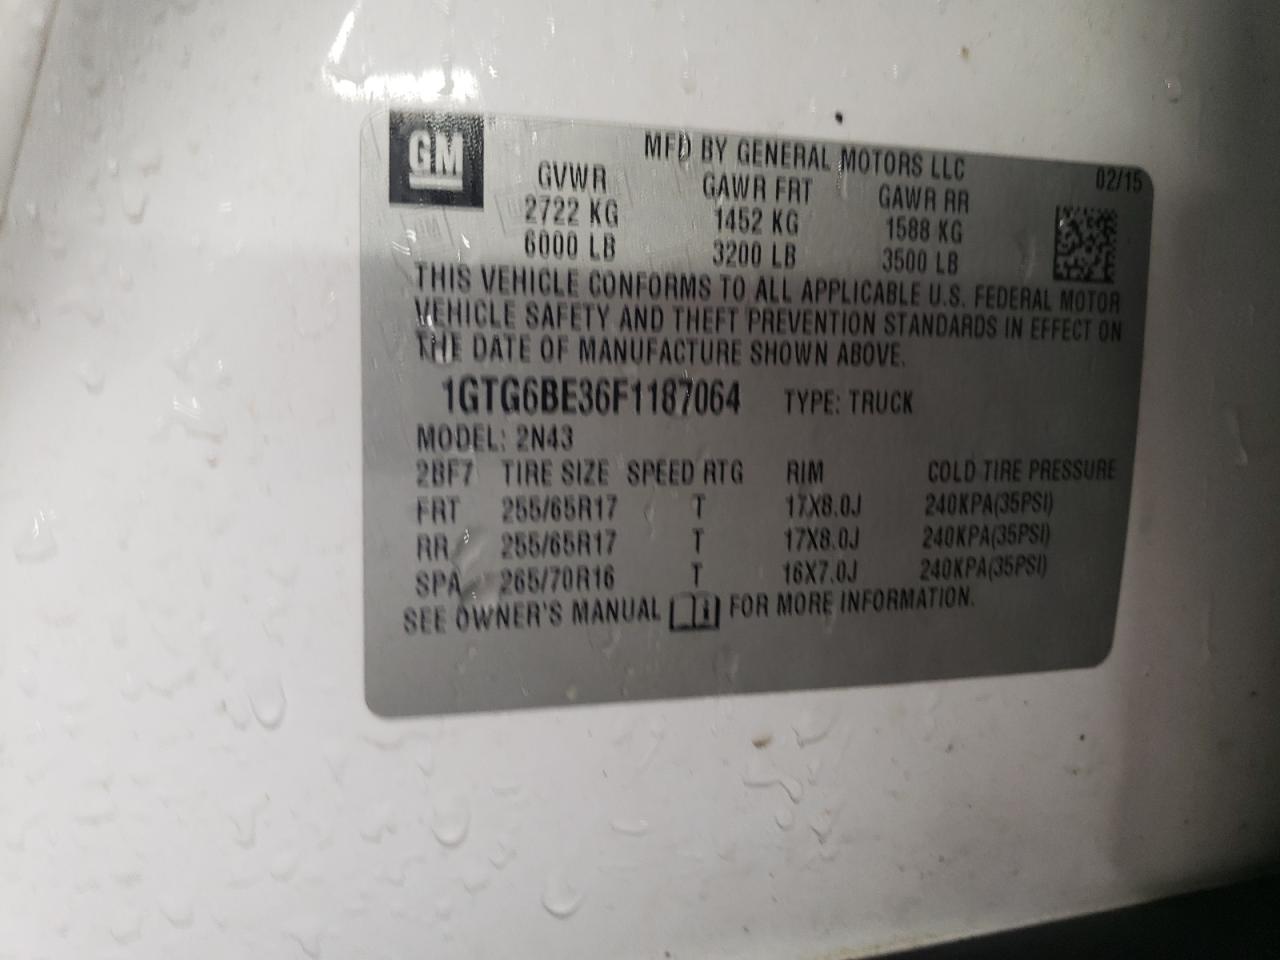 GM
MFD BY GENERAL MOTORS LLC 02/15
GVWR GAWR FRT GAWR RR
2722 KG 1452 KG 1588 KG
6000 LB 3200 LB 3500 LB
THIS VEHICLE CONFORMS TO ALL APPLICABLE U.S. FEDERAL MOTOR
VEHICLE SAFETY AND THEFT PREVENTION STANDARDS IN EFFECT ON
THE DATE OF MANUFACTURE SHOWN ABOVE.
1GTG6BE36F1187064 TYPE: TRUCK
MODEL: 2N43
2BF7 TIRE SIZE SPEED RTG RIM COLD TIRE PRESSURE
FRT 255/65R17 T 17X8.0J 240KPA(35PSI)
RR 255/65R17 T 17X8.0J 240KPA(35PSI)
SPA 265/70R16 T 16X7.0J 240KPA(35PSI)
SEE OWNER'S MANUAL FOR MORE INFORMATION.